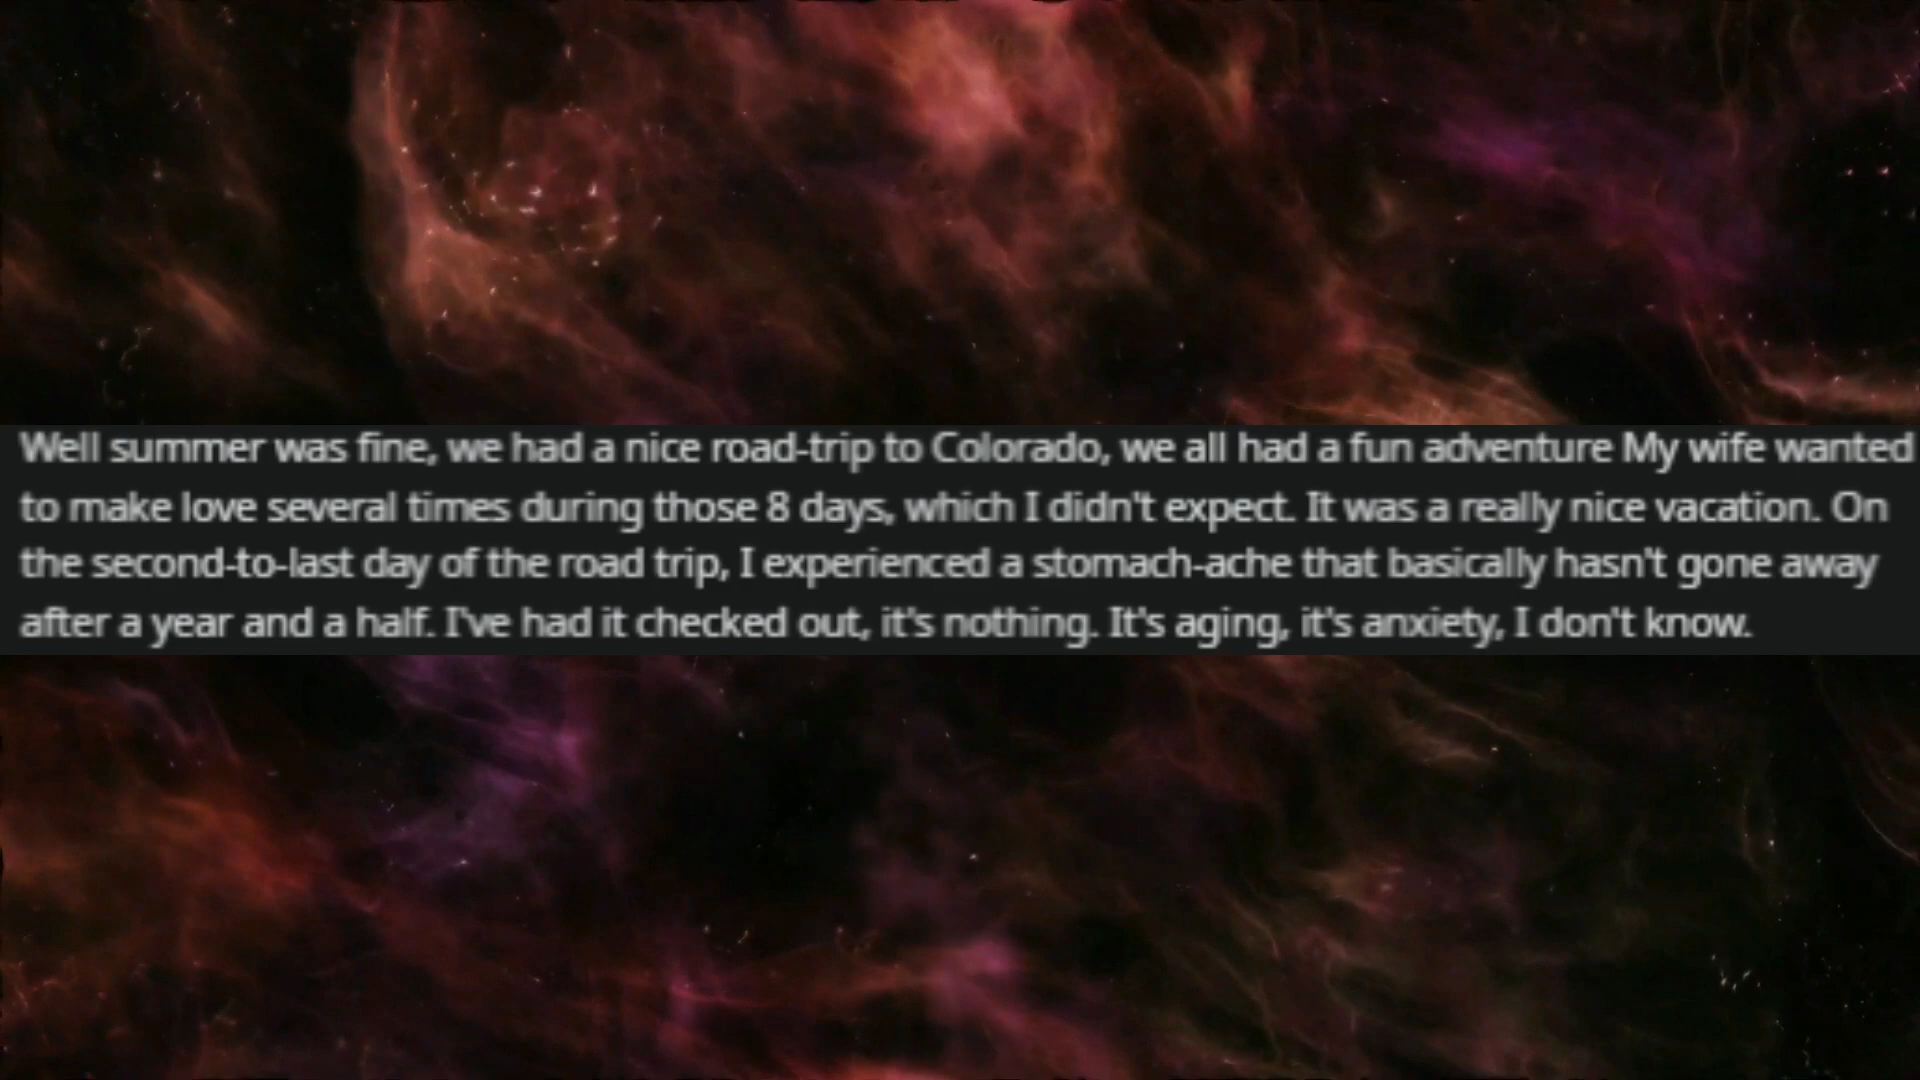 Well summer was fine, we had a nice road-trip to Colorado, we all had a fun adventure My wife wanted
to make love several times during those 8 days, which I didn't expect. It was a really nice vacation. On
the second-to-last day of the road trip, I experienced a stomach-ache that basically hasn't gone away
after a year and a half. I've had it checked out, it's nothing. It's aging, it's anxiety, I don't know.